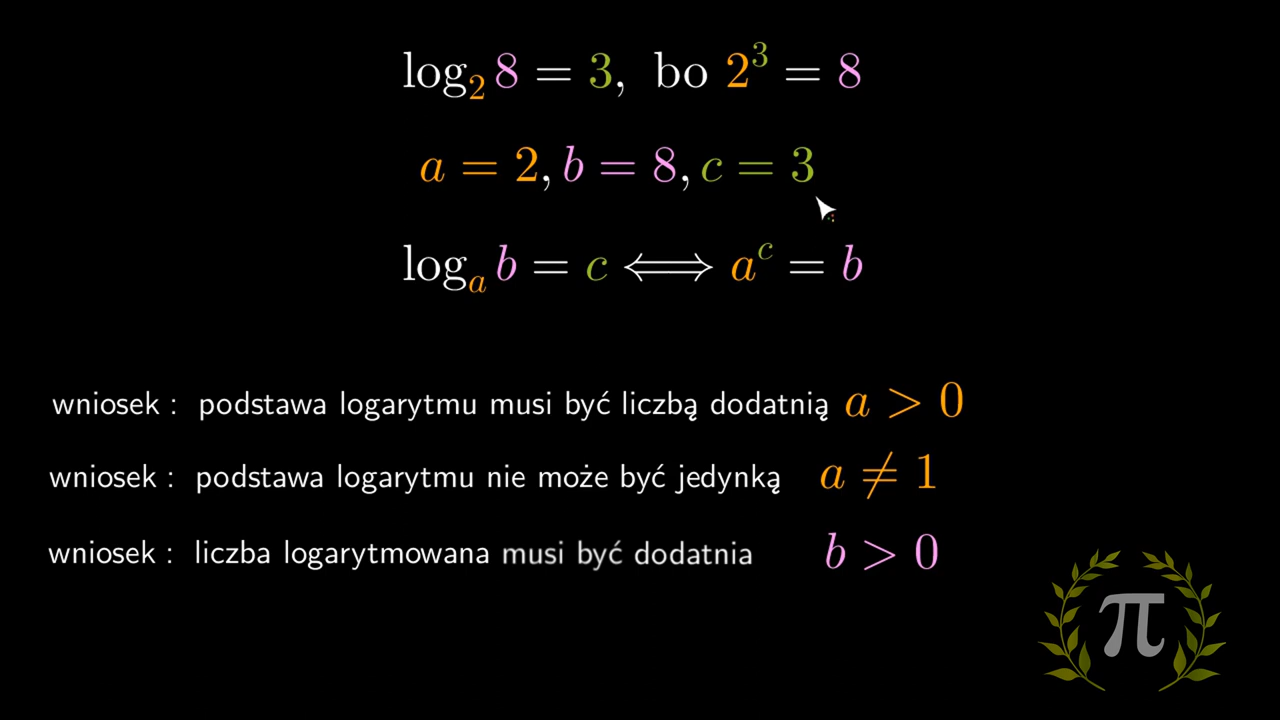 log₂ 8 = 3, bo 2³ = 8
a = 2, b = 8, c = 3
logₐ b = c ⟺ aᶜ = b
wniosek : podstawa logarytmu musi być liczbą dodatnią a > 0
wniosek : podstawa logarytmu nie może być jedynką a ≠ 1
wniosek : liczba logarytmowana musi być dodatnia b > 0
π